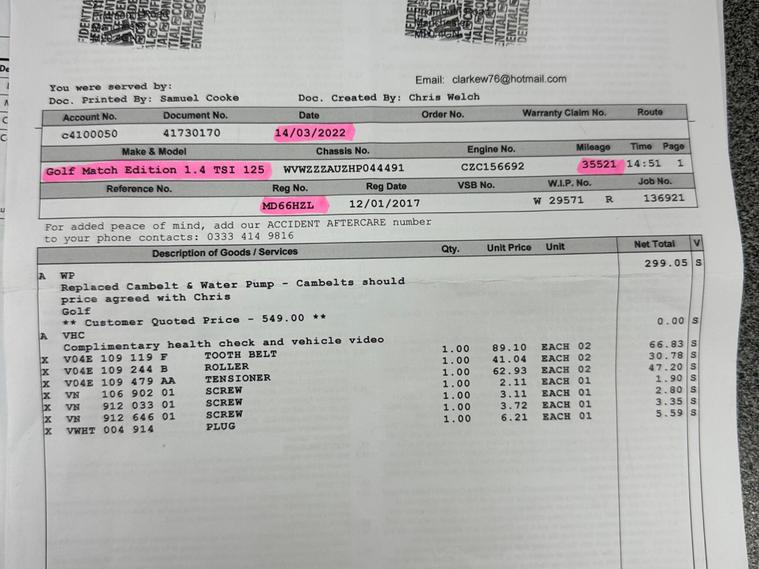 Email: clarkew76@hotmail.com
You were served by:
Doc. Printed By: Samuel Cooke Doc. Created By: Chris Welch
Account No. Document No. Date Order No. Warranty Claim No. Route
c4100050 41730170 14/03/2022
Make & Model Chassis No. Engine No. Mileage Time Page
Golf Match Edition 1.4 TSI 125 WVWZZZAUZHP044491 CZC156692 35521 14:51 1
Reference No. Reg No. Reg Date VSB No. W.I.P. No. Job No.
MD66HZL 12/01/2017 W 29571 R 136921
For added peace of mind, add our ACCIDENT AFTERCARE number
to your phone contacts: 0333 414 9816
Description of Goods / Services Qty. Unit Price Unit Net Total V
A WP 299.05 S
Replaced Cambelt & Water Pump - Cambelts should
price agreed with Chris
Golf
** Customer Quoted Price - 549.00 **
A VHC 0.00 S
Complimentary health check and vehicle video
X V04E 109 119 F TOOTH BELT 1.00 89.10 EACH 02 66.83 S
X V04E 109 244 B ROLLER 1.00 41.04 EACH 02 30.78 S
X V04E 109 479 AA TENSIONER 1.00 62.93 EACH 02 47.20 S
X VN 106 902 01 SCREW 1.00 2.11 EACH 01 1.90 S
X VN 912 033 01 SCREW 1.00 3.11 EACH 01 2.80 S
X VN 912 646 01 SCREW 1.00 3.72 EACH 01 3.35 S
X VWHT 004 914 PLUG 1.00 6.21 EACH 01 5.59 S